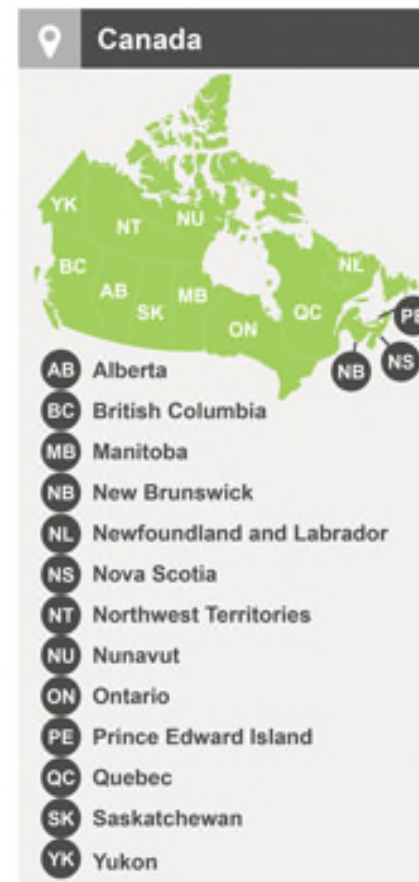 Canada
YK
NT
NU
BC
AB
SK
MB
ON
QC
NL
PE
NB
NS
AB Alberta
BC British Columbia
MB Manitoba
NB New Brunswick
NL Newfoundland and Labrador
NS Nova Scotia
NT Northwest Territories
NU Nunavut
ON Ontario
PE Prince Edward Island
QC Quebec
SK Saskatchewan
YK Yukon